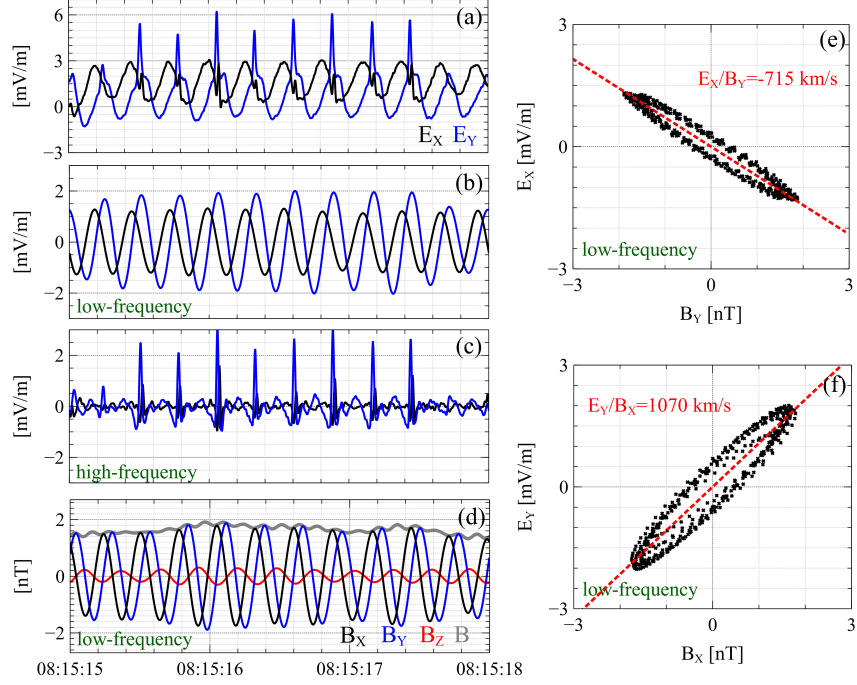 (a)
6
3
0
−3
[mV/m]
E_X E_Y
(b)
2
0
−2
[mV/m]
low-frequency
(c)
2
0
−2
[mV/m]
high-frequency
(d)
2
0
−2
[nT]
low-frequency
B_X B_Y B_Z B
08:15:15 08:15:16 08:15:17 08:15:18
(e)
3
0
−3
E_X [mV/m]
E_X/B_Y=-715 km/s
low-frequency
−3 0 3
B_Y [nT]
(f)
3
0
−3
E_Y [mV/m]
E_Y/B_X=1070 km/s
low-frequency
−3 0 3
B_X [nT]